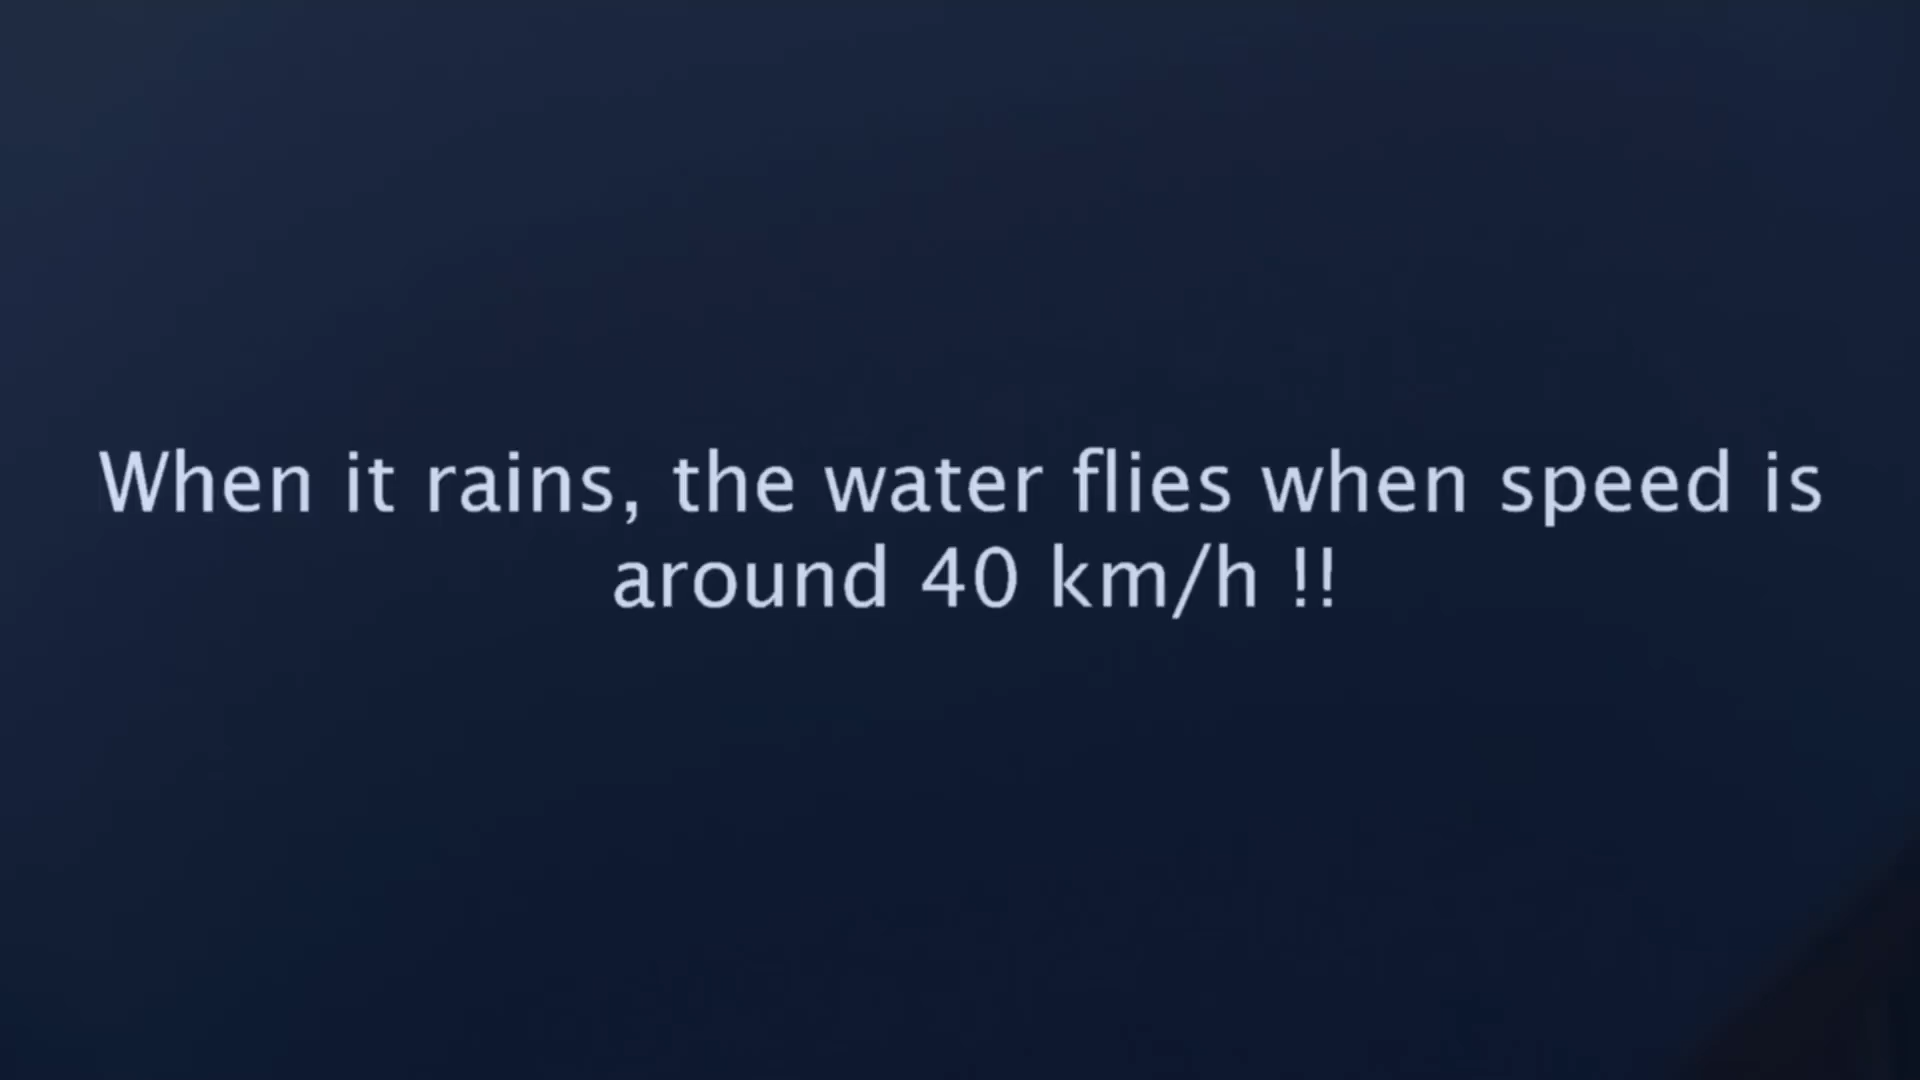 When it rains, the water flies when speed is
around 40 km/h !!